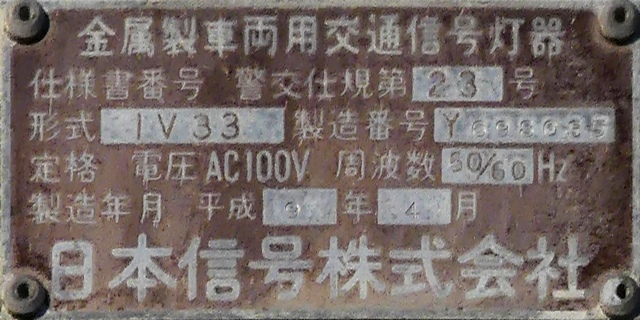 金属製車両用交通信号灯器
仕様書番号 警交仕規第 23 号
形式 1V33 製造番号
定格 電圧 AC100V 周波数 50/60 Hz
製造年月 平成 9 年 4 月
日本信号株式会社